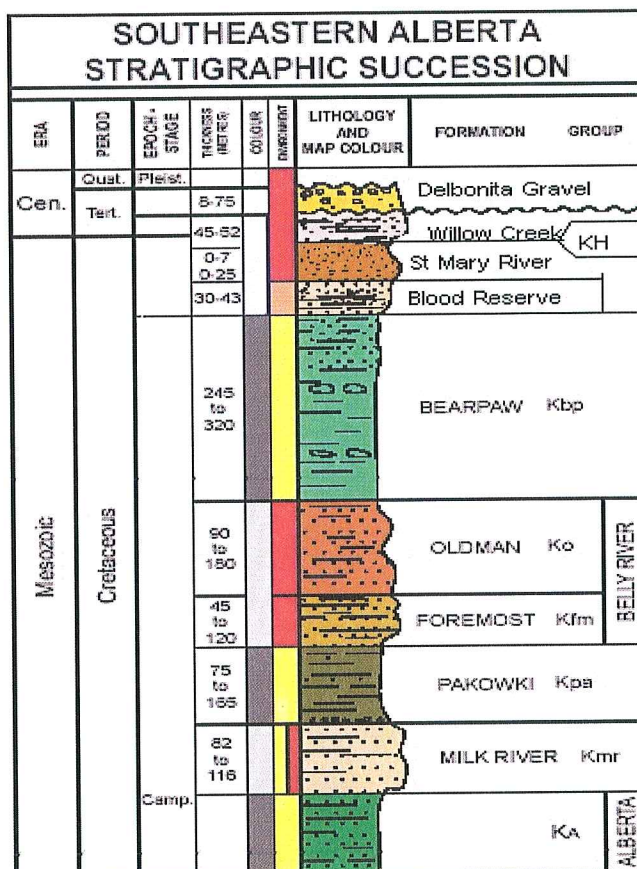 SOUTHEASTERN ALBERTA
STRATIGRAPHIC SUCCESSION
ERA
PERIOD
EPOCH -
STAGE
THICKNESS
(METRES)
COLOUR
ENVIRONMENT
LITHOLOGY
AND
MAP COLOUR
FORMATION GROUP
Cen.
Quat. Pleist.
Tert.
8-75
Delbonita Gravel
45-52
Willow Creek
KH
0-7
0-25
St Mary River
30-43
Blood Reserve
Mesozoic
Cretaceous
245
to
320
BEARPAW Kbp
90
to
180
OLDMAN Ko
BELLY RIVER
45
to
120
FOREMOST Kfm
75
to
165
PAKOWKI Kpa
82
to
116
MILK RIVER Kmr
Camp.
KA
ALBERTA